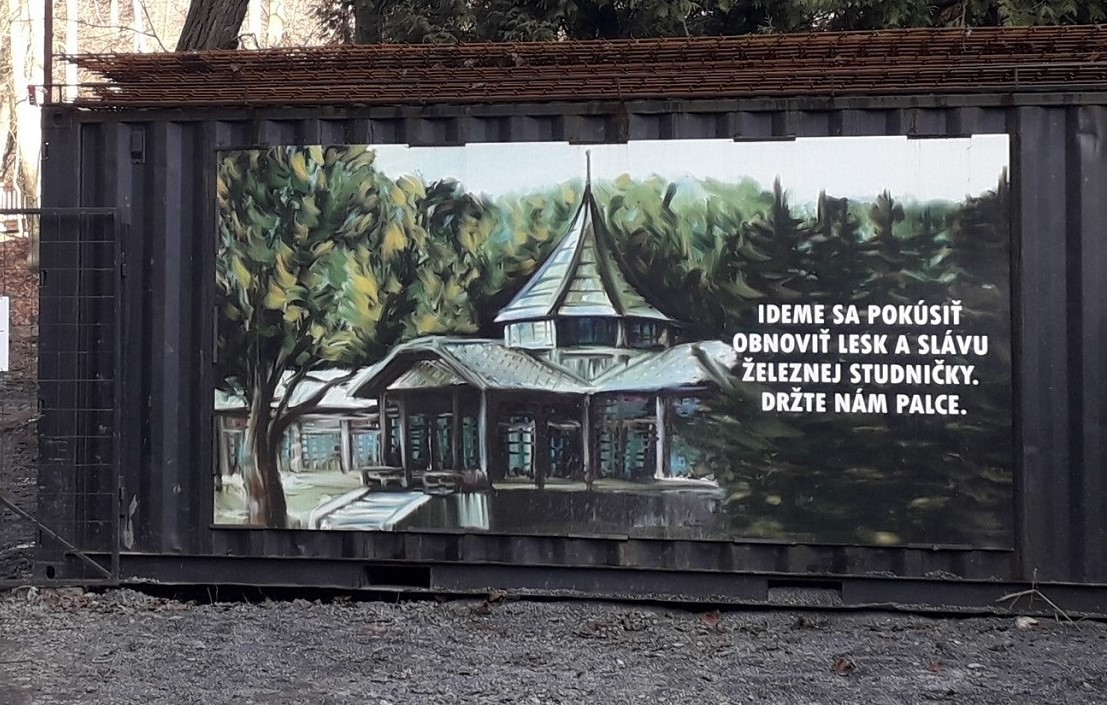 IDEME SA POKÚSIŤ
OBNOVIŤ LESK A SLÁVU
ŽELEZNEJ STUDNIČKY.
DRŽTE NÁM PALCE.